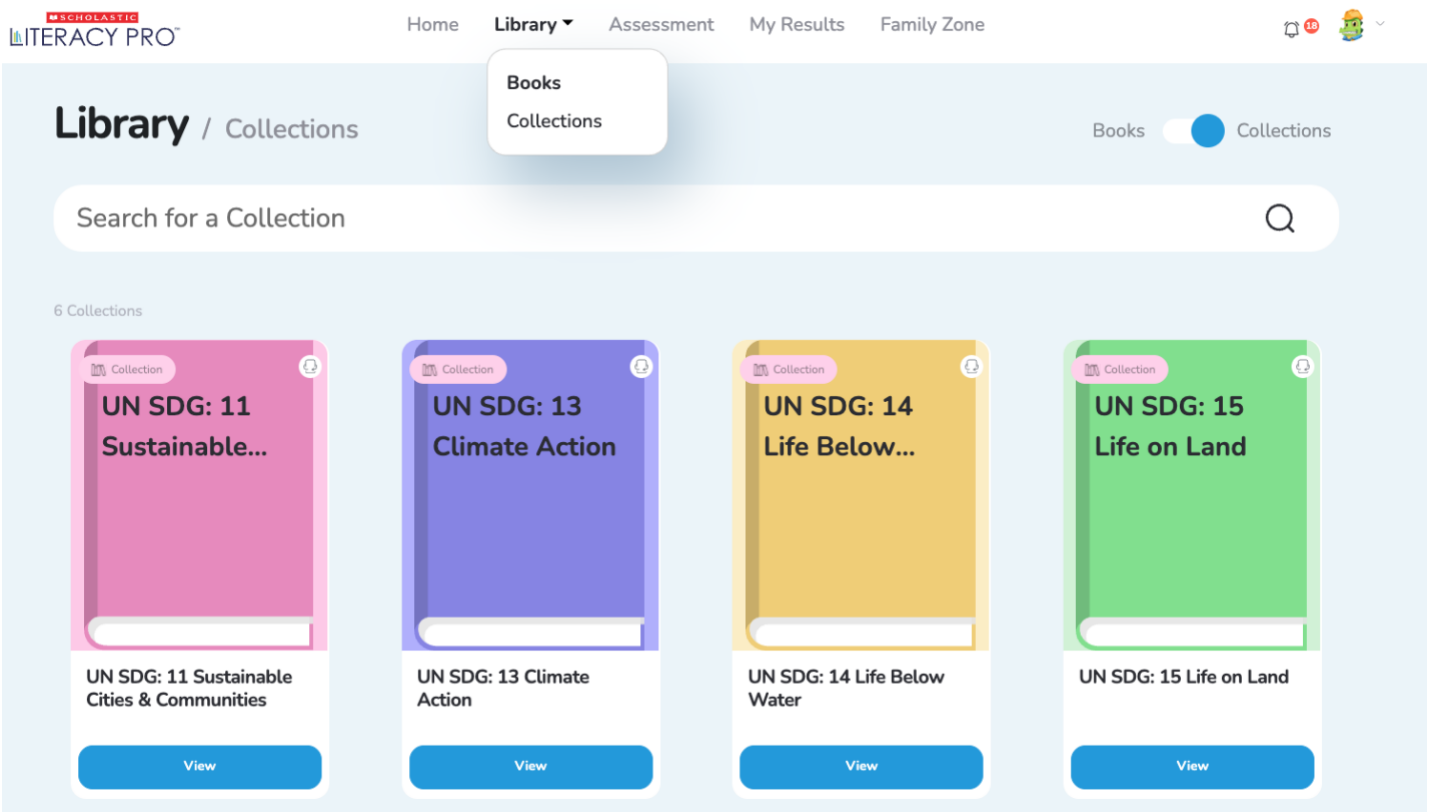 SCHOLASTIC
LITERACY PRO™
Home Library Assessment My Results Family Zone
18
Books
Collections
Library / Collections
Books Collections
Search for a Collection
6 Collections
Collection
UN SDG: 11
Sustainable...
UN SDG: 11 Sustainable
Cities & Communities
View
Collection
UN SDG: 13
Climate Action
UN SDG: 13 Climate
Action
View
Collection
UN SDG: 14
Life Below...
UN SDG: 14 Life Below
Water
View
Collection
UN SDG: 15
Life on Land
UN SDG: 15 Life on Land
View